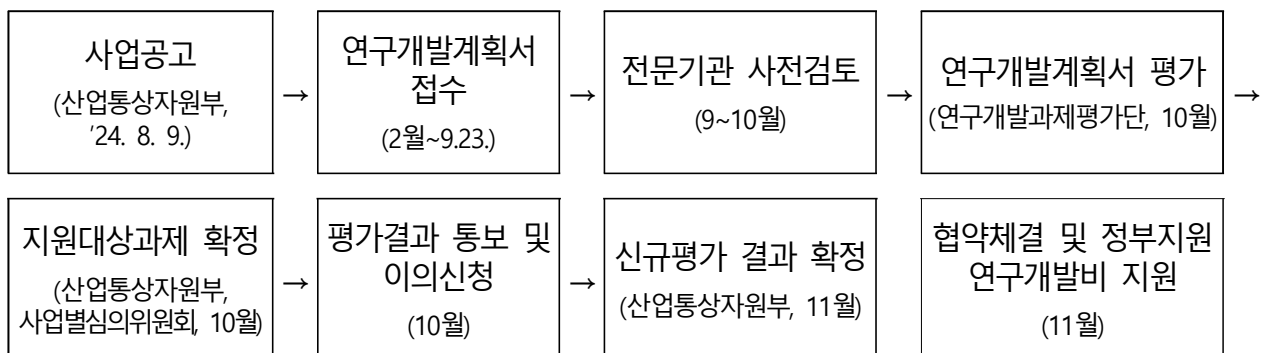 사업공고
(산업통상자원부,
'24. 8. 9.)
→
연구개발계획서
접수
(2월~9.23.)
→
전문기관 사전검토
(9~10월)
→
연구개발계획서 평가
(연구개발과제평가단, 10월)
→
지원대상과제 확정
(산업통상자원부,
사업별심의위원회, 10월)
→
평가결과 통보 및
이의신청
(10월)
→
신규평가 결과 확정
(산업통상자원부, 11월)
협약체결 및 정부지원
연구개발비 지원
(11월)